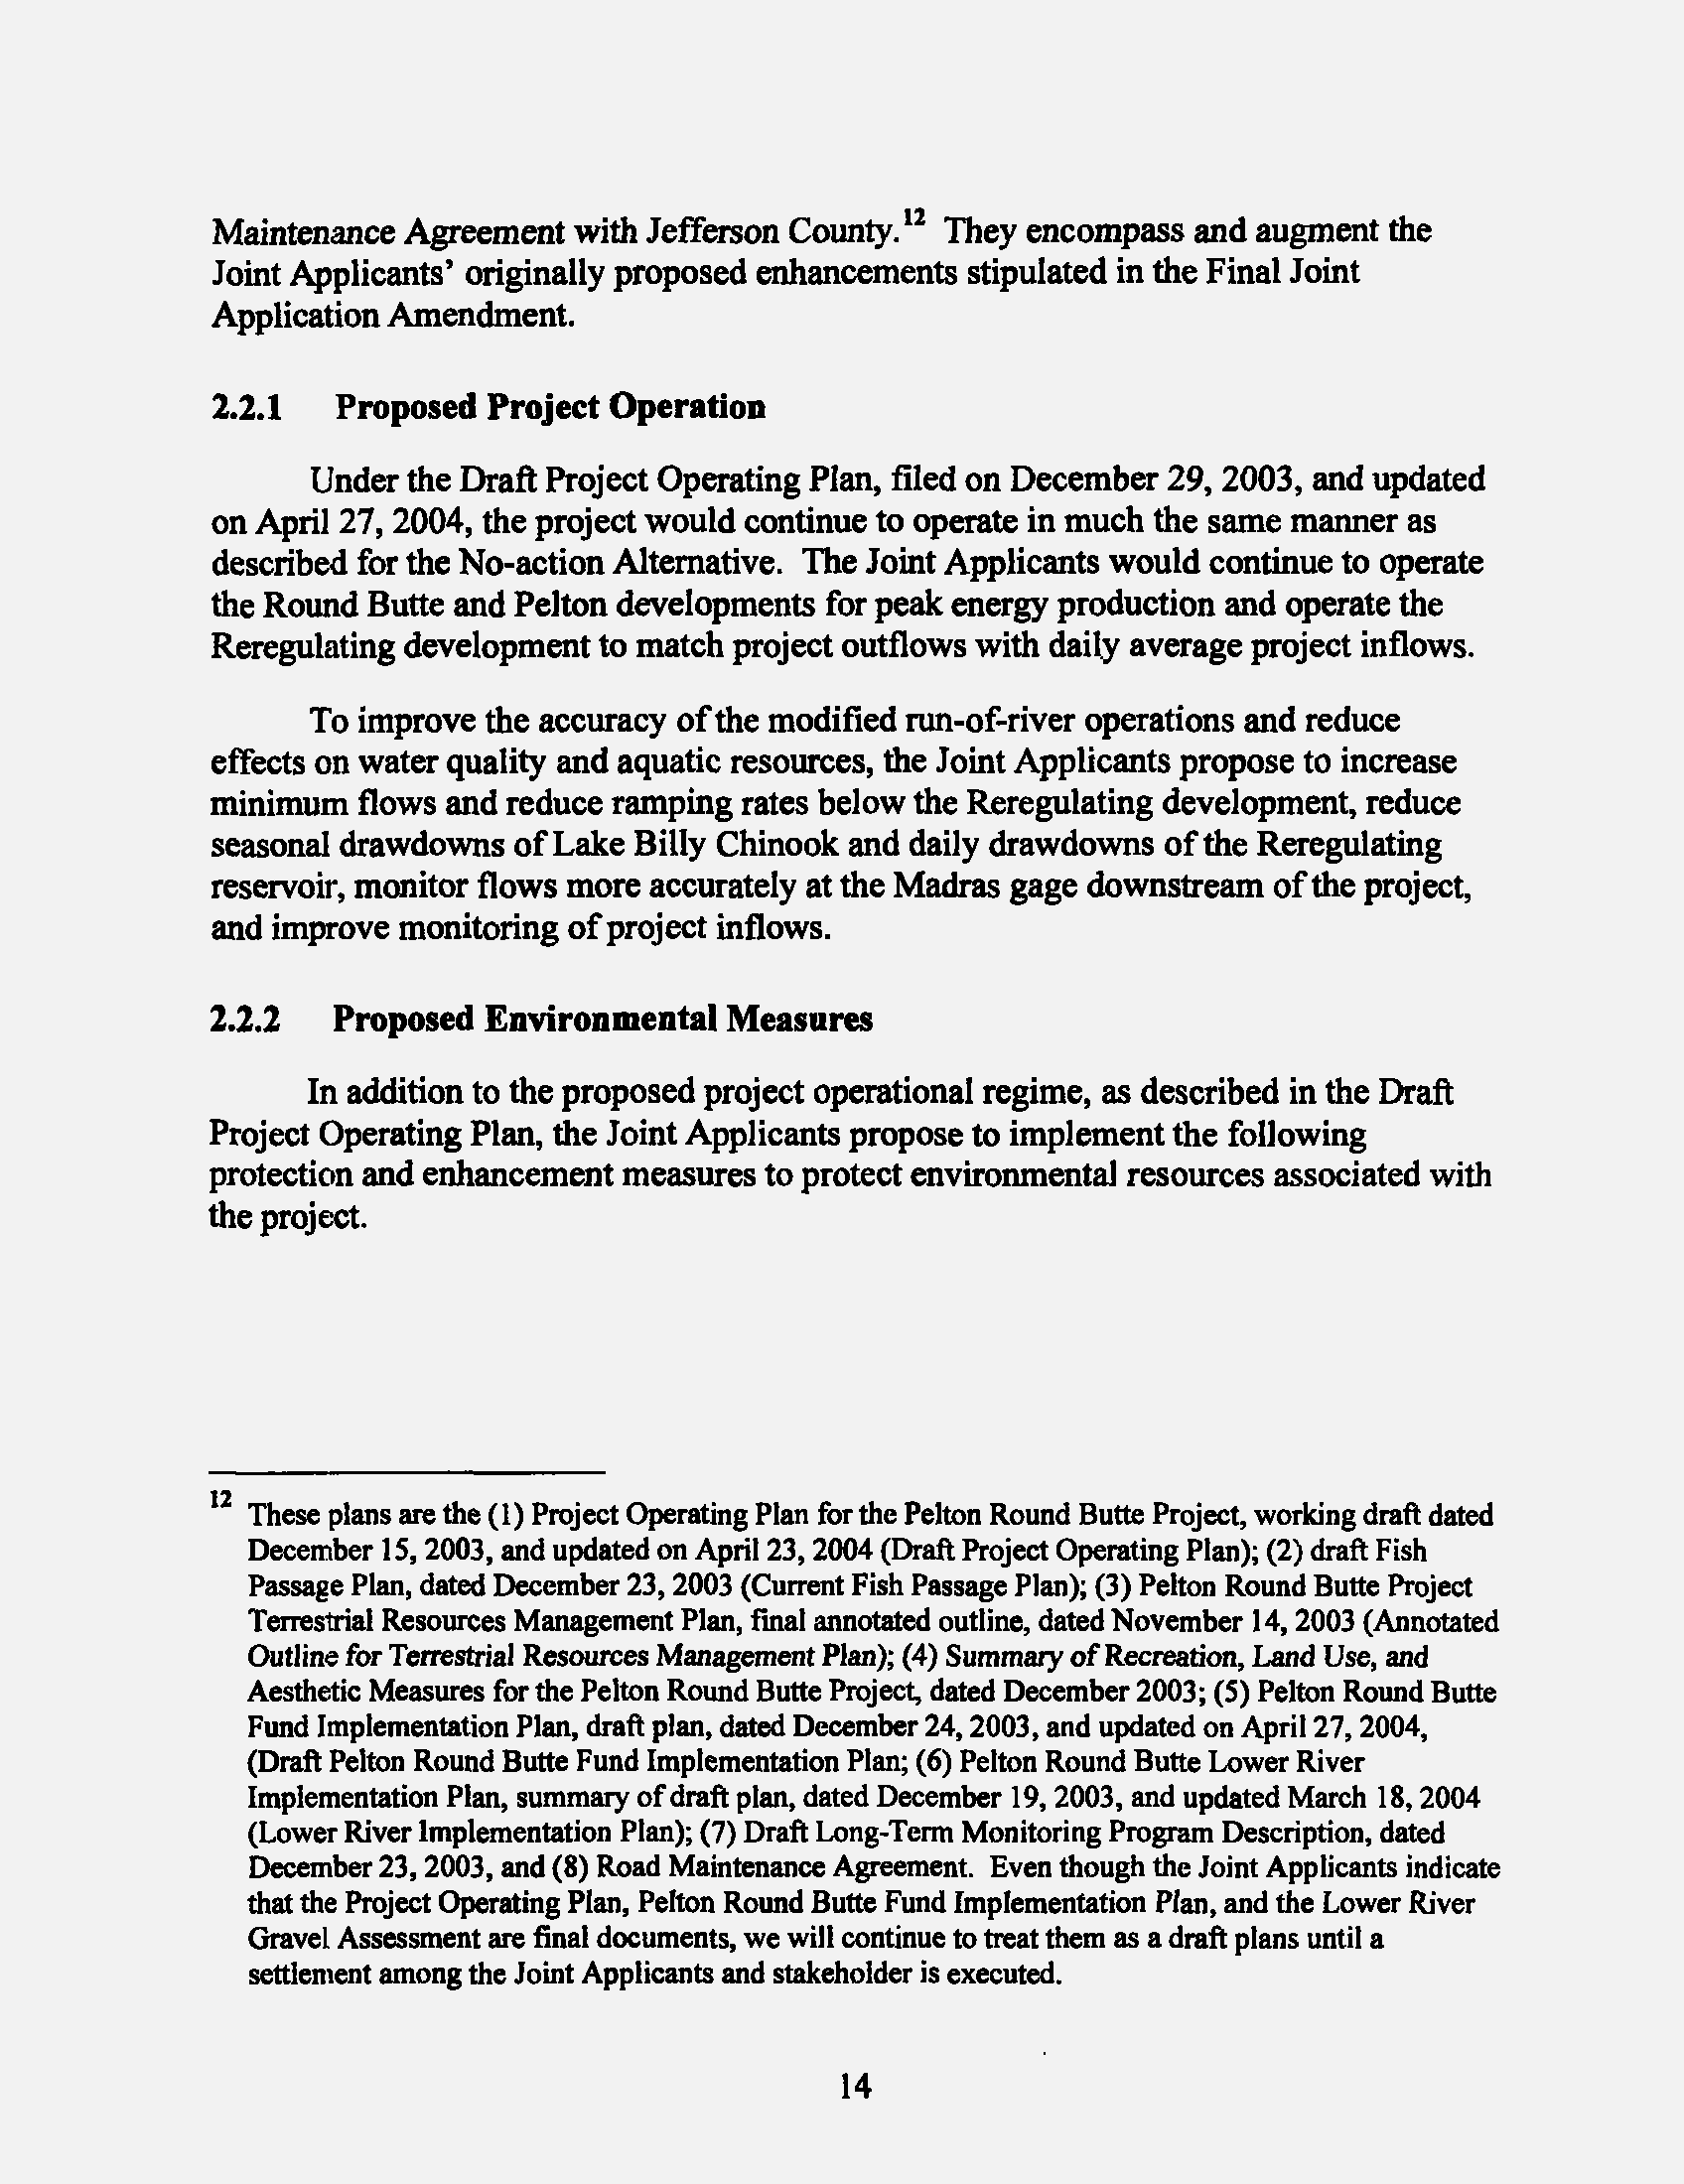 Maintenance Agreement with Jefferson County.12 They encompass and augment the
Joint Applicants' originally proposed enhancements stipulated in the Final Joint
Application Amendment.
2.2.1 Proposed Project Operation
Under the Draft Project Operating Plan, filed on December 29, 2003, and updated
on April 27, 2004, the project would continue to operate in much the same manner as
described for the No-action Alternative. The Joint Applicants would continue to operate
the Round Butte and Pelton developments for peak energy production and operate the
Reregulating development to match project outflows with daily average project inflows.
To improve the accuracy of the modified run-of-river operations and reduce
effects on water quality and aquatic resources, the Joint Applicants propose to increase
minimum flows and reduce ramping rates below the Reregulating development, reduce
seasonal drawdowns of Lake Billy Chinook and daily drawdowns of the Reregulating
reservoir, monitor flows more accurately at the Madras gage downstream of the project,
and improve monitoring of project inflows.
2.2.2 Proposed Environmental Measures
In addition to the proposed project operational regime, as described in the Draft
Project Operating Plan, the Joint Applicants propose to implement the following
protection and enhancement measures to protect environmental resources associated with
the project.
12 These plans are the (1) Project Operating Plan for the Pelton Round Butte Project, working draft dated
December 15, 2003, and updated on April 23, 2004 (Draft Project Operating Plan); (2) draft Fish
Passage Plan, dated December 23, 2003 (Current Fish Passage Plan); (3) Pelton Round Butte Project
Terrestrial Resources Management Plan, final annotated outline, dated November 14, 2003 (Annotated
Outline for Terrestrial Resources Management Plan); (4) Summary of Recreation, Land Use, and
Aesthetic Measures for the Pelton Round Butte Project, dated December 2003; (5) Pelton Round Butte
Fund Implementation Plan, draft plan, dated December 24, 2003, and updated on April 27, 2004,
(Draft Pelton Round Butte Fund Implementation Plan; (6) Pelton Round Butte Lower River
Implementation Plan, summary of draft plan, dated December 19, 2003, and updated March 18, 2004
(Lower River Implementation Plan); (7) Draft Long-Term Monitoring Program Description, dated
December 23, 2003, and (8) Road Maintenance Agreement. Even though the Joint Applicants indicate
that the Project Operating Plan, Pelton Round Butte Fund Implementation Plan, and the Lower River
Gravel Assessment are final documents, we will continue to treat them as a draft plans until a
settlement among the Joint Applicants and stakeholder is executed.
14